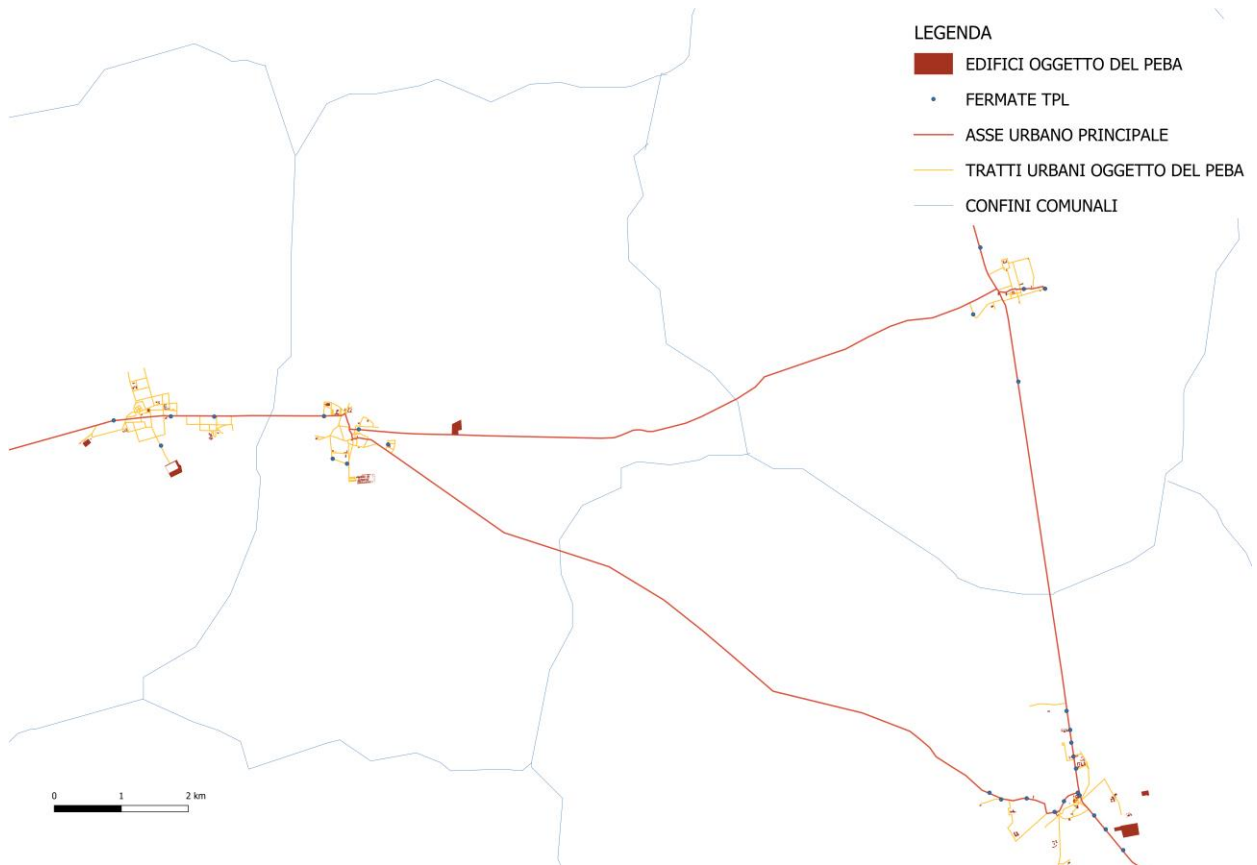 LEGENDA
EDIFICI OGGETTO DEL PEBA
FERMATE TPL
ASSE URBANO PRINCIPALE
TRATTI URBANI OGGETTO DEL PEBA
CONFINI COMUNALI
0 1 2 km